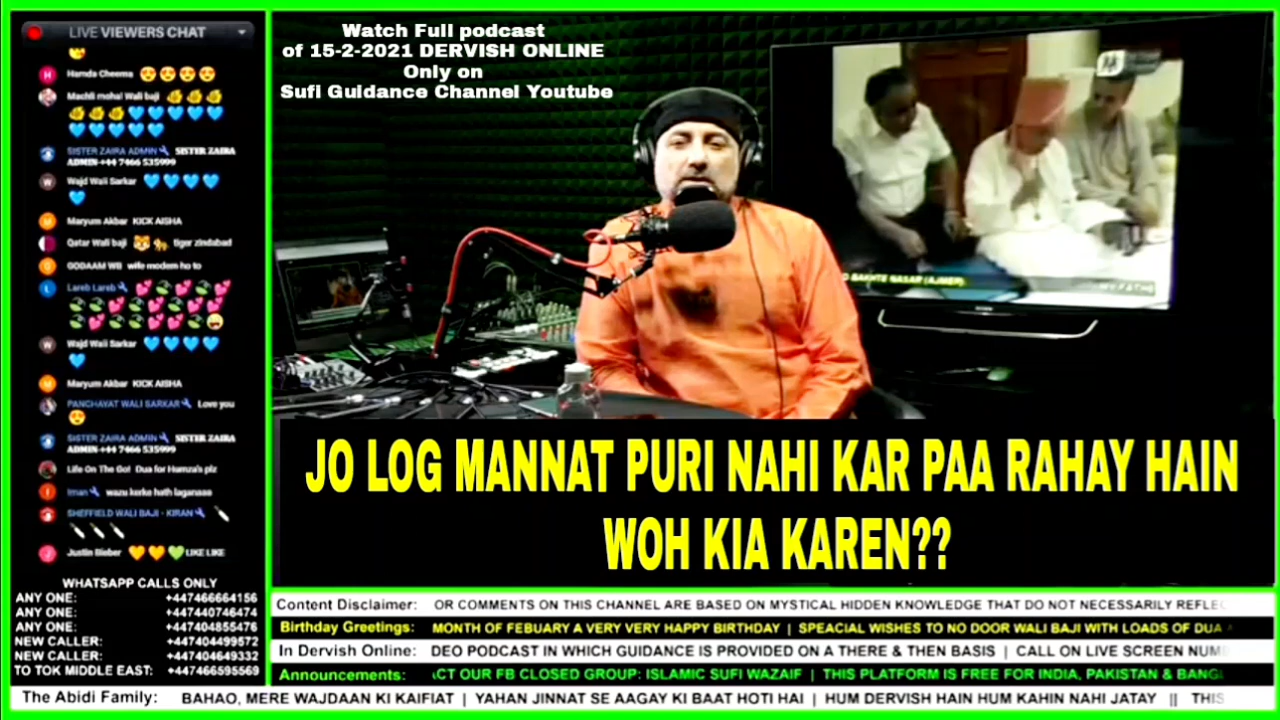 LIVE VIEWERS CHAT
Hamda Cheema 😍😍😍😍
Machli mohal Wali baji 🐠🐠🐠
🐠🐠🐠💙💙💙💙💙
💙💙💙💙💙
SISTER ZAIRA ADMIN🔧 SISTER ZAIRA
ADMIN-+44 7466 535999
Wajd Wali Sarkar 💙💙💙💙
💙
Maryum Akbar KICK AISHA
Qatar Wali baji 🐯🐅 tiger zindabad
GODAAM WB wife modem ho to
Lareb Lareb🔧
Wajd Wali Sarkar 💙💙💙💙
💙
Maryum Akbar KICK AISHA
PANCHAYAT WALI SARKAR🔧 Love you
😍
SISTER ZAIRA ADMIN🔧 SISTER ZAIRA
ADMIN-+44 7466 535999
Life On The Go! Dua for Hamza's plz
Iman🔧 wazu kerke hath laganaaa
SHEFFIELD WALI BAJI - KIRAN🔧
Justin Bieber 🧡🧡💚LIKE LIKE
WHATSAPP CALLS ONLY
ANY ONE: +447466664156
ANY ONE: +447440746474
ANY ONE: +447404855476
NEW CALLER: +447404499572
NEW CALLER: +447404649332
TO TOK MIDDLE EAST: +447466595569
Watch Full podcast
of 15-2-2021 DERVISH ONLINE
Only on
Sufi Guidance Channel Youtube
D BAKHTE NASAR (AJMER)
SONY
JO LOG MANNAT PURI NAHI KAR PAA RAHAY HAIN
WOH KIA KAREN??
Content Disclaimer: OR COMMENTS ON THIS CHANNEL ARE BASED ON MYSTICAL HIDDEN KNOWLEDGE THAT DO NOT NECESSARILY REFLEC
Birthday Greetings: MONTH OF FEBUARY A VERY VERY HAPPY BIRTHDAY | SPEACIAL WISHES TO NO DOOR WALI BAJI WITH LOADS OF DUA
In Dervish Online: DEO PODCAST IN WHICH GUIDANCE IS PROVIDED ON A THERE & THEN BASIS | CALL ON LIVE SCREEN NUM
Announcements: ACT OUR FB CLOSED GROUP: ISLAMIC SUFI WAZAIF | THIS PLATFORM IS FREE FOR INDIA, PAKISTAN & BANG
The Abidi Family: BAHAO, MERE WAJDAAN KI KAIFIAT | YAHAN JINNAT SE AAGAY KI BAAT HOTI HAI | HUM DERVISH HAIN HUM KAHIN NAHI JATAY || THIS